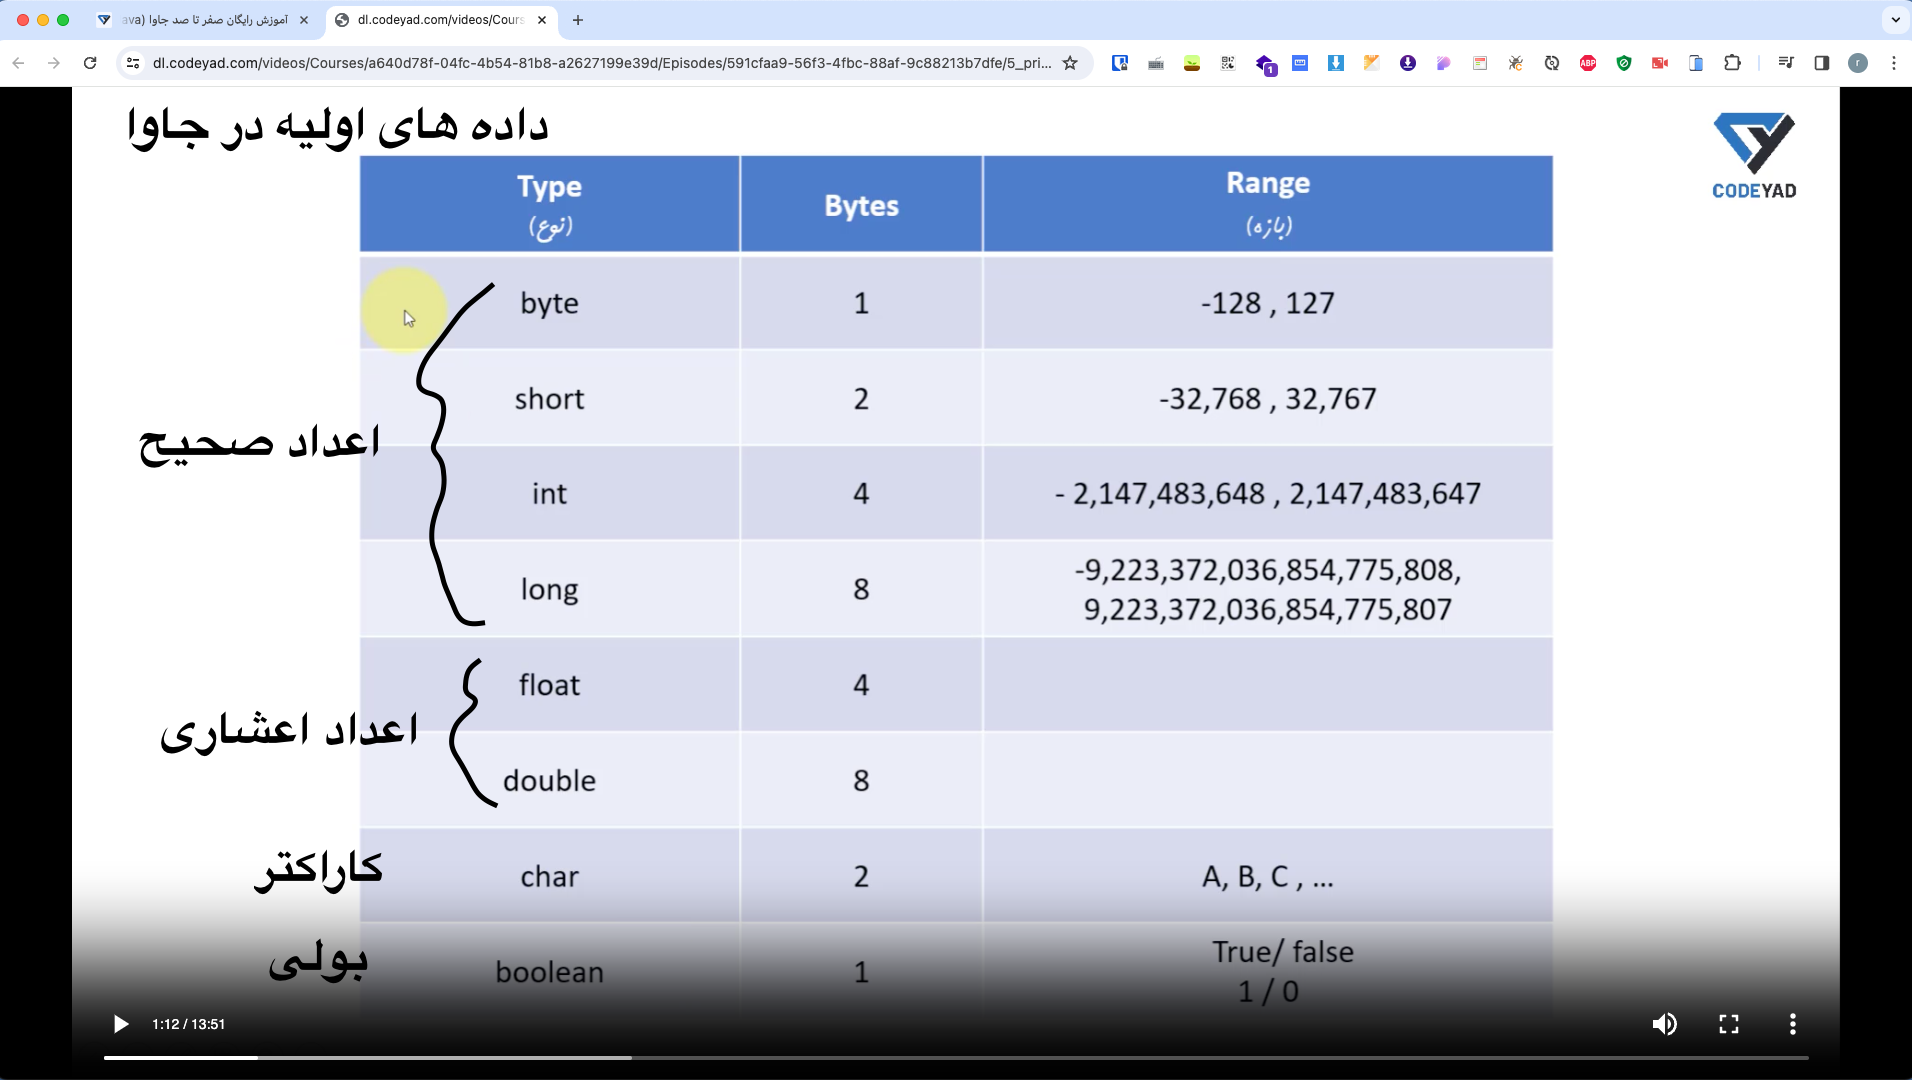 آموزش رایگان صفر تا صد جاوا (ava
dl.codeyad.com/videos/Cours
dl.codeyad.com/videos/Courses/a640d78f-04fc-4b54-81b8-a2627199e39d/Episodes/591cfaa9-56f3-4fbc-88af-9c88213b7dfe/5_pri...
1
ABP
r
داده های اولیه در جاوا
CODEYAD
Type Bytes Range
(نوع) (بازه)
byte 1 -128 , 127
short 2 -32,768 , 32,767
اعداد صحیح
int 4 - 2,147,483,648 , 2,147,483,647
long 8 -9,223,372,036,854,775,808,
9,223,372,036,854,775,807
float 4
اعداد اعشاری
double 8
کاراکتر char 2 A, B, C , ...
بولی boolean 1 True/ false
1 / 0
1:12 / 13:51